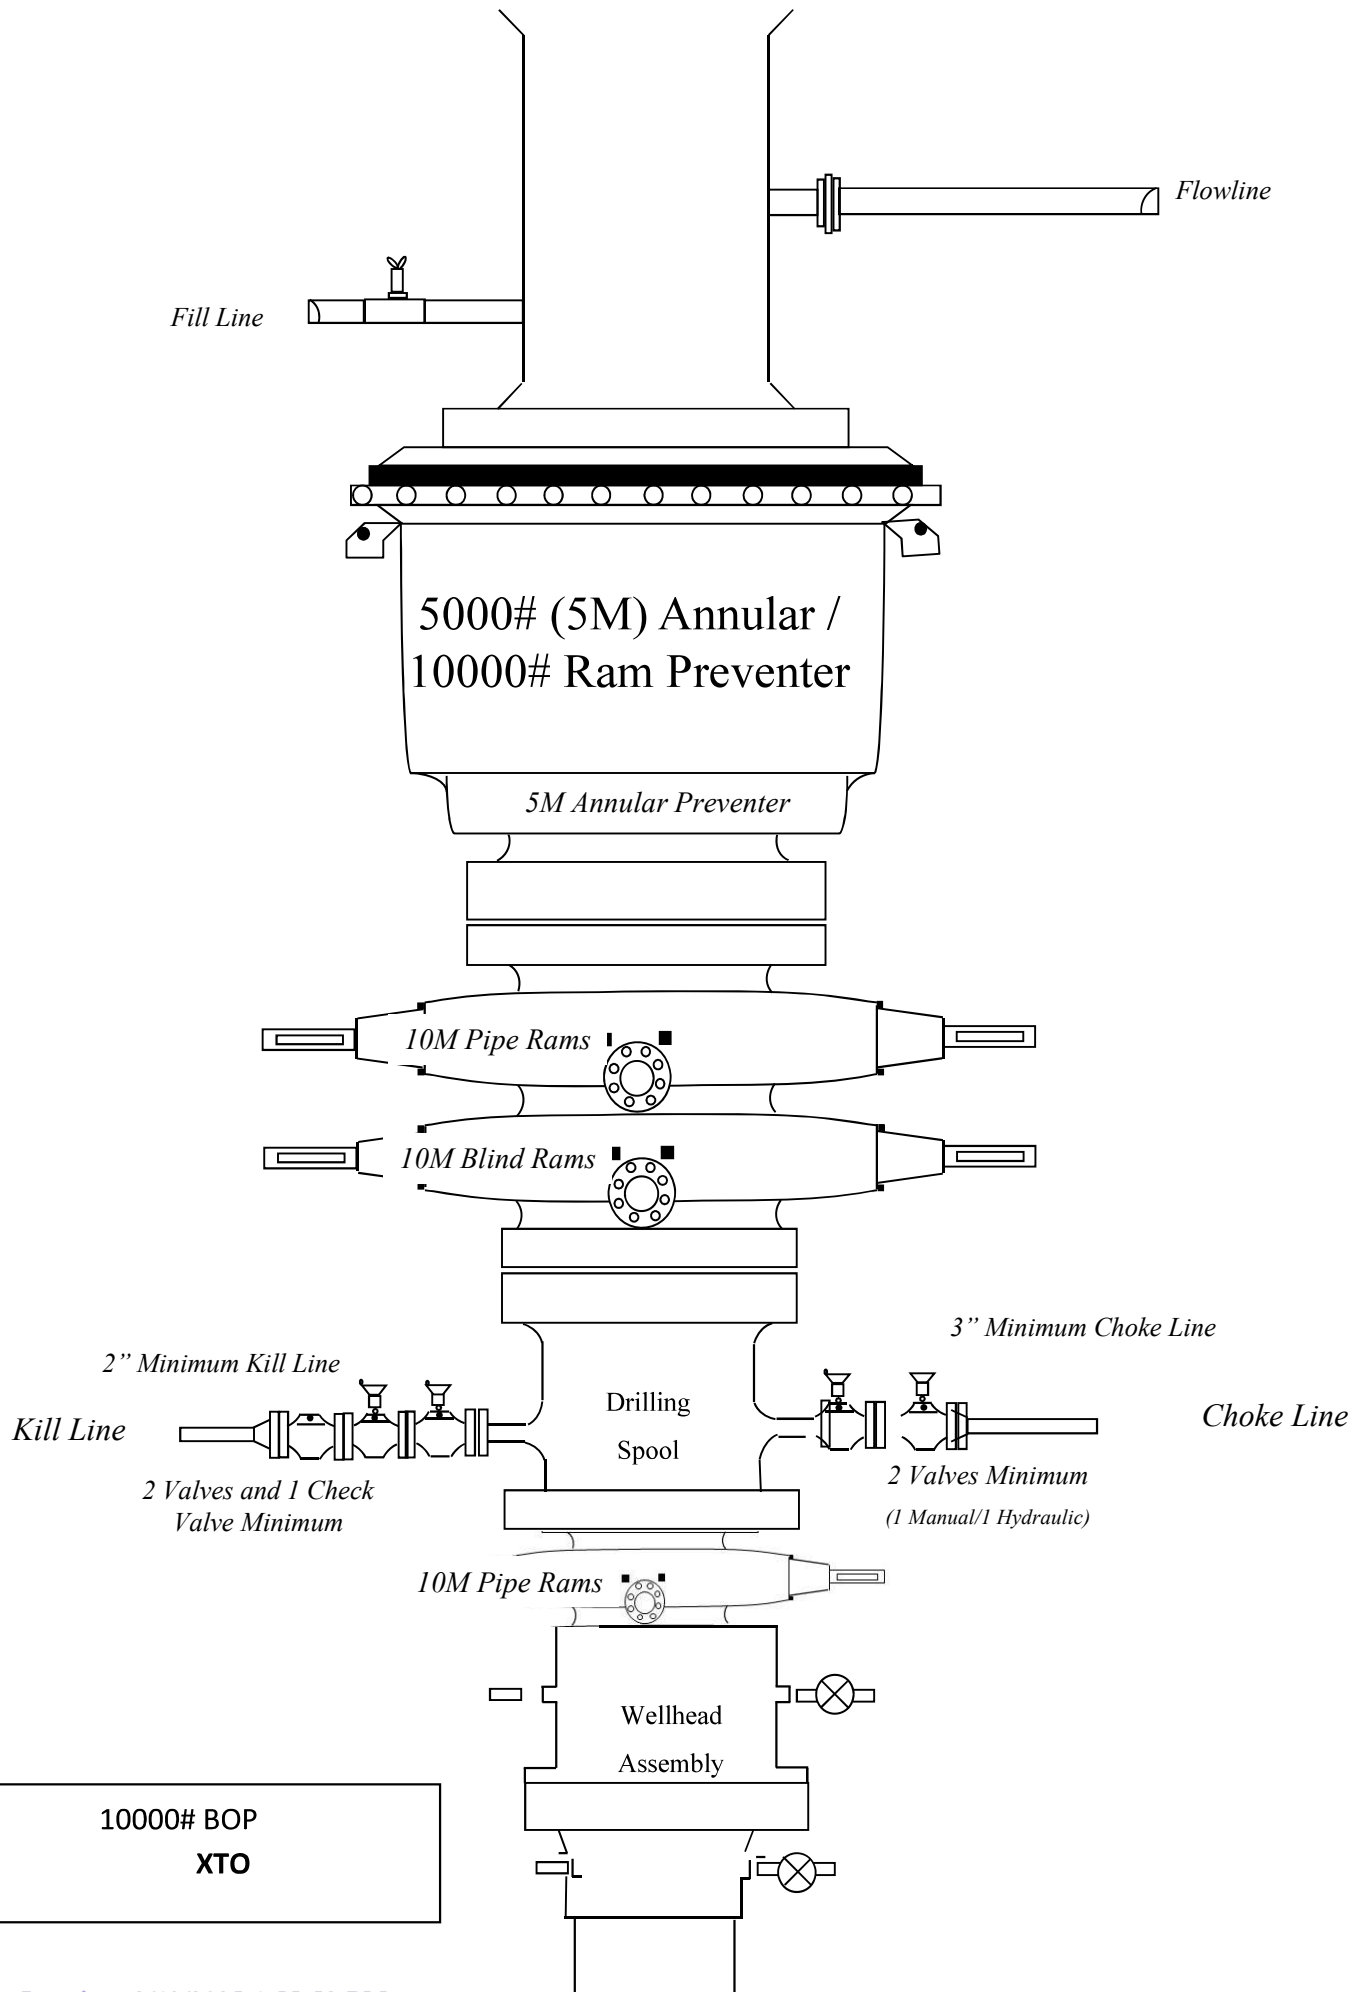 Flowline
Fill Line
5000# (5M) Annular /
10000# Ram Preventer
5M Annular Preventer
10M Pipe Rams
10M Blind Rams
3” Minimum Choke Line
2” Minimum Kill Line
Drilling
Spool
Kill Line
Choke Line
2 Valves and 1 Check
Valve Minimum
2 Valves Minimum
(1 Manual/1 Hydraulic)
10M Pipe Rams
Wellhead
Assembly
10000# BOP
XTO